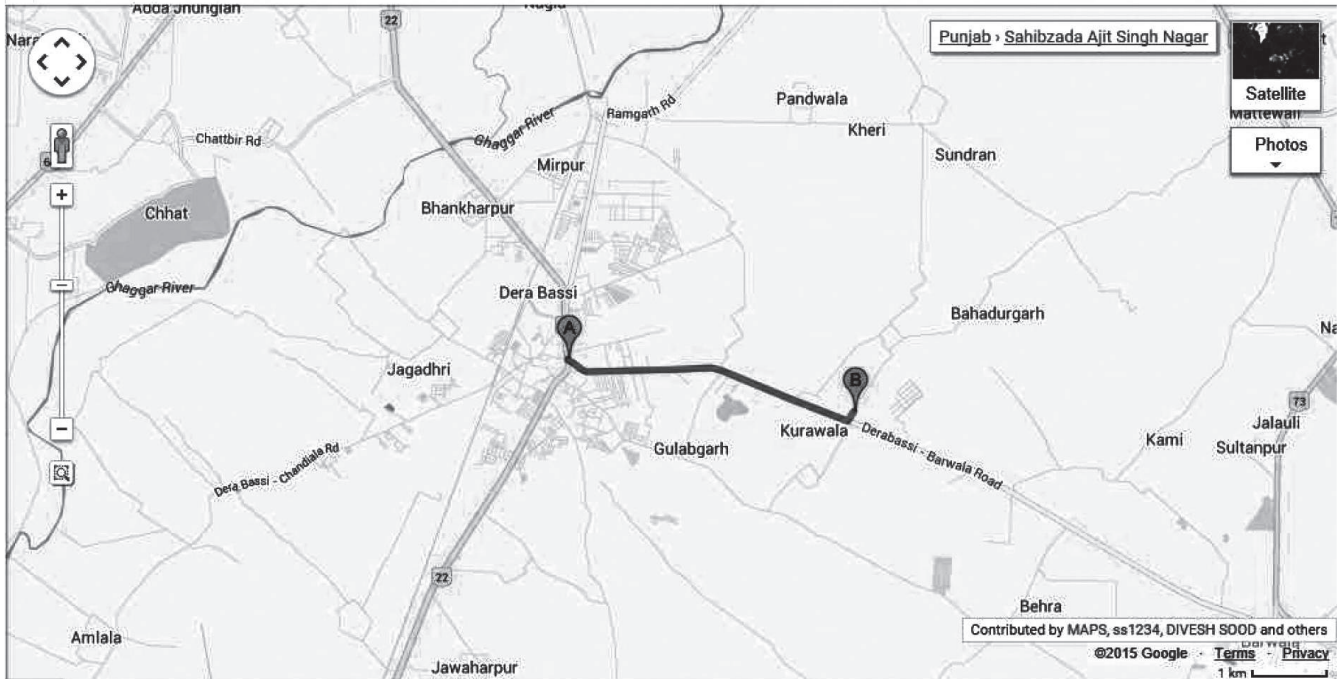 Adda Jhungian
Nagla
22
Punjab › Sahibzada Ajit Singh Nagar
Satellite
Photos
Mattewali
Pandwala
Ramgarh Rd
Kheri
Ghaggar River
Chattbir Rd
Sundran
Mirpur
+
Bhankharpur
Chhat
Ghaggar River
Dera Bassi
Bahadurgarh
A
Jagadhri
B
73
Kurawala
Jalauli
Gulabgarh
Derabassi - Barwala Road
Kami
Sultanpur
Dera Bassi - Chandiala Rd
22
Behra
Amlala
Contributed by MAPS, ss1234, DIVESH SOOD and others
Barwala
©2015 Google - Terms - Privacy
Jawaharpur
1 km